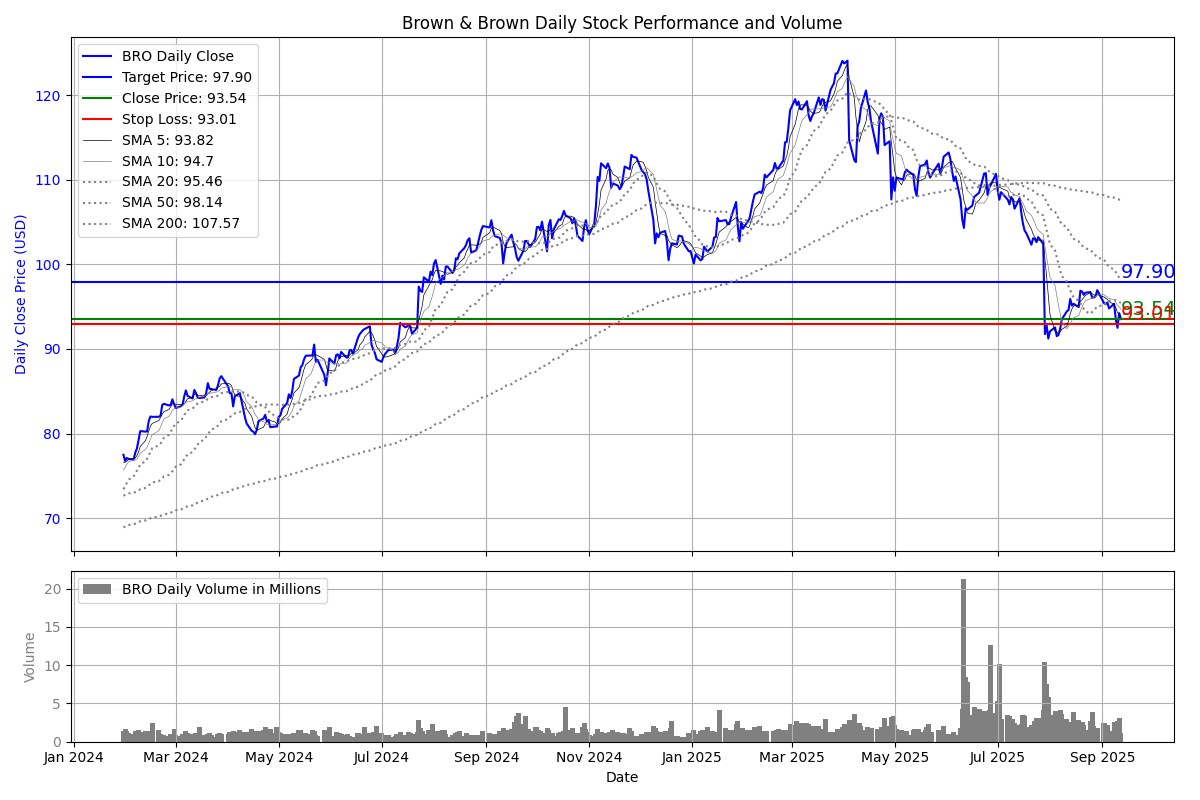 Brown & Brown Daily Stock Performance and Volume
BRO Daily Close
Target Price: 97.90
Close Price: 93.54
Stop Loss: 93.01
SMA 5: 93.82
SMA 10: 94.7
SMA 20: 95.46
SMA 50: 98.14
SMA 200: 107.57
Daily Close Price (USD)
120
110
100
90
80
70
97.90
93.54
93.01
BRO Daily Volume in Millions
Volume
20
15
10
5
0
Jan 2024 Mar 2024 May 2024 Jul 2024 Sep 2024 Nov 2024 Jan 2025 Mar 2025 May 2025 Jul 2025 Sep 2025
Date